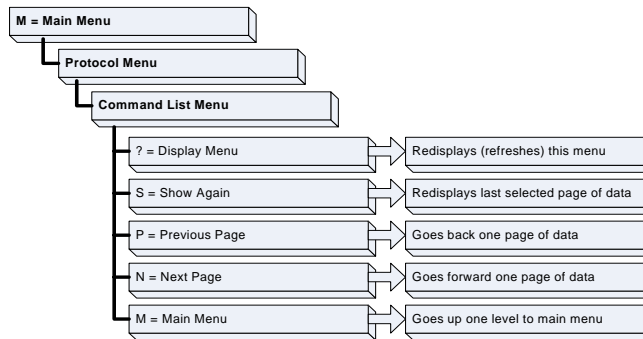 M = Main Menu
Protocol Menu
Command List Menu
? = Display Menu
Redisplays (refreshes) this menu
S = Show Again
Redisplays last selected page of data
P = Previous Page
Goes back one page of data
N = Next Page
Goes forward one page of data
M = Main Menu
Goes up one level to main menu